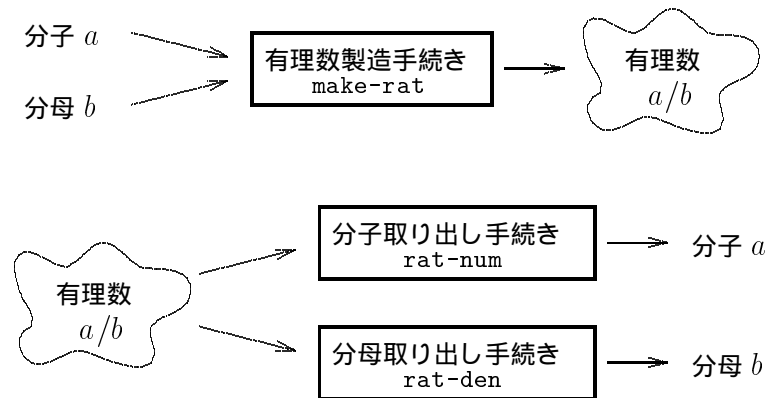 分子 a
分母 b
有理数製造手続き
make-rat
有理数
a/b
有理数
a/b
分子取り出し手続き
rat-num
分子 a
分母取り出し手続き
rat-den
分母 b